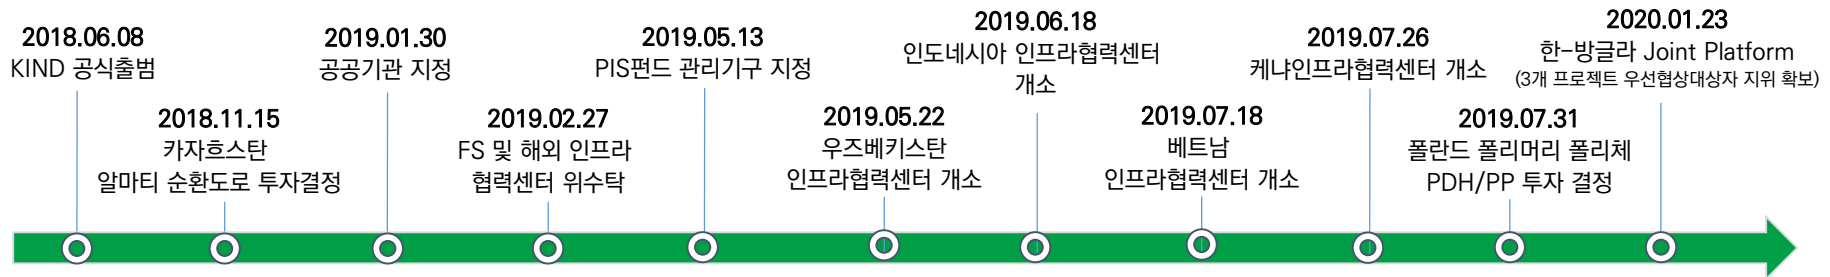 2018.06.08
KIND 공식출범
2018.11.15
카자흐스탄
알마티 순환도로 투자결정
2019.01.30
공공기관 지정
2019.02.27
FS 및 해외 인프라
협력센터 위수탁
2019.05.13
PIS펀드 관리기구 지정
2019.05.22
우즈베키스탄
인프라협력센터 개소
2019.06.18
인도네시아 인프라협력센터
개소
2019.07.18
베트남
인프라협력센터 개소
2019.07.26
케냐인프라협력센터 개소
2019.07.31
폴란드 폴리머리 폴리체
PDH/PP 투자 결정
2020.01.23
한-방글라 Joint Platform
(3개 프로젝트 우선협상대상자 지위 확보)